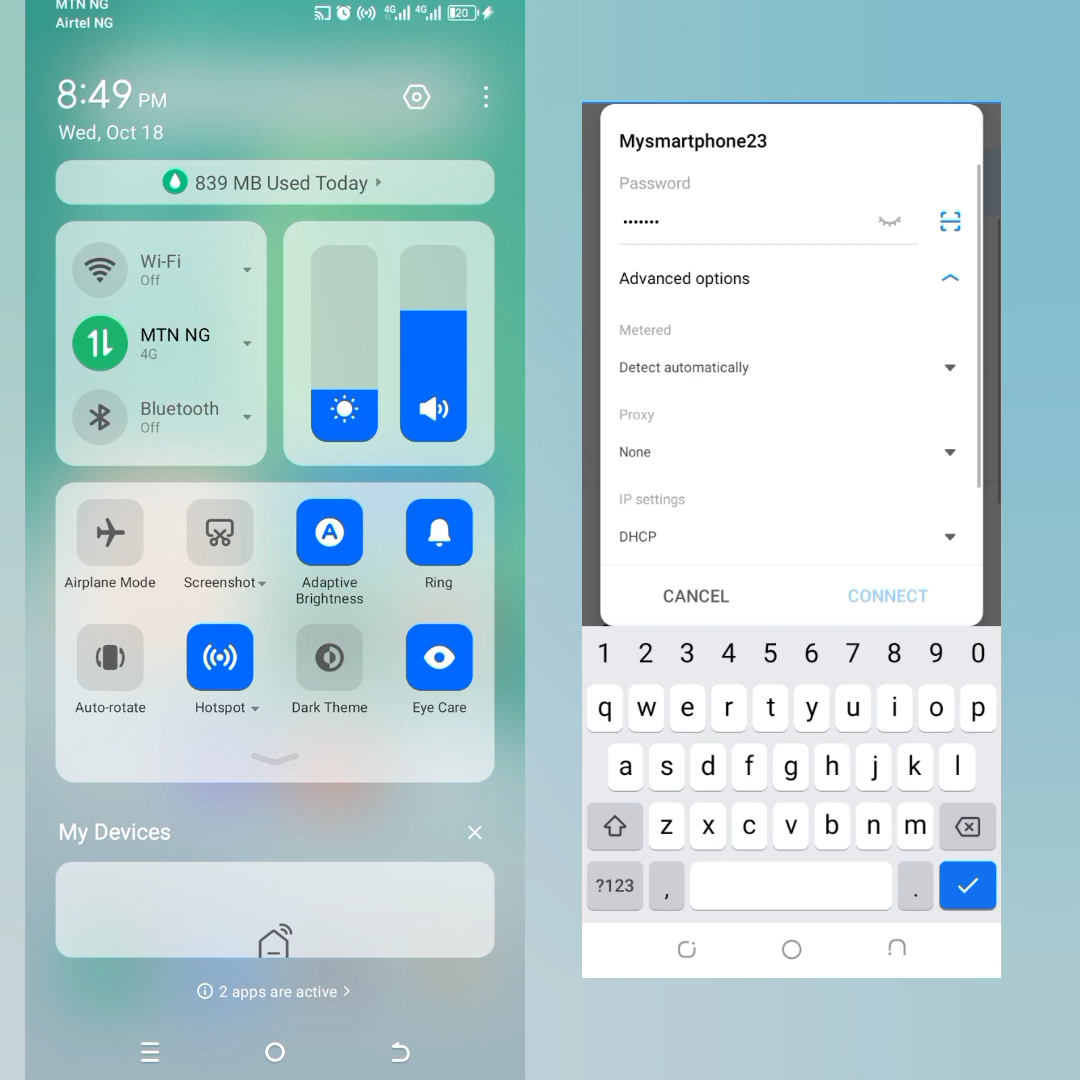 MTN NG
Airtel NG
4G
4G
20
8:49 PM
Wed, Oct 18
839 MB Used Today
Wi-Fi
Off
MTN NG
4G
Bluetooth
Off
Airplane Mode
Screenshot
A
Adaptive
Brightness
Ring
Auto-rotate
Hotspot
Dark Theme
Eye Care
My Devices
2 apps are active
Mysmartphone23
Password
•••••••
Advanced options
Metered
Detect automatically
Proxy
None
IP settings
DHCP
CANCEL CONNECT
1 2 3 4 5 6 7 8 9 0
q w e r t y u i o p
a s d f g h j k l
z x c v b n m
?123 , .